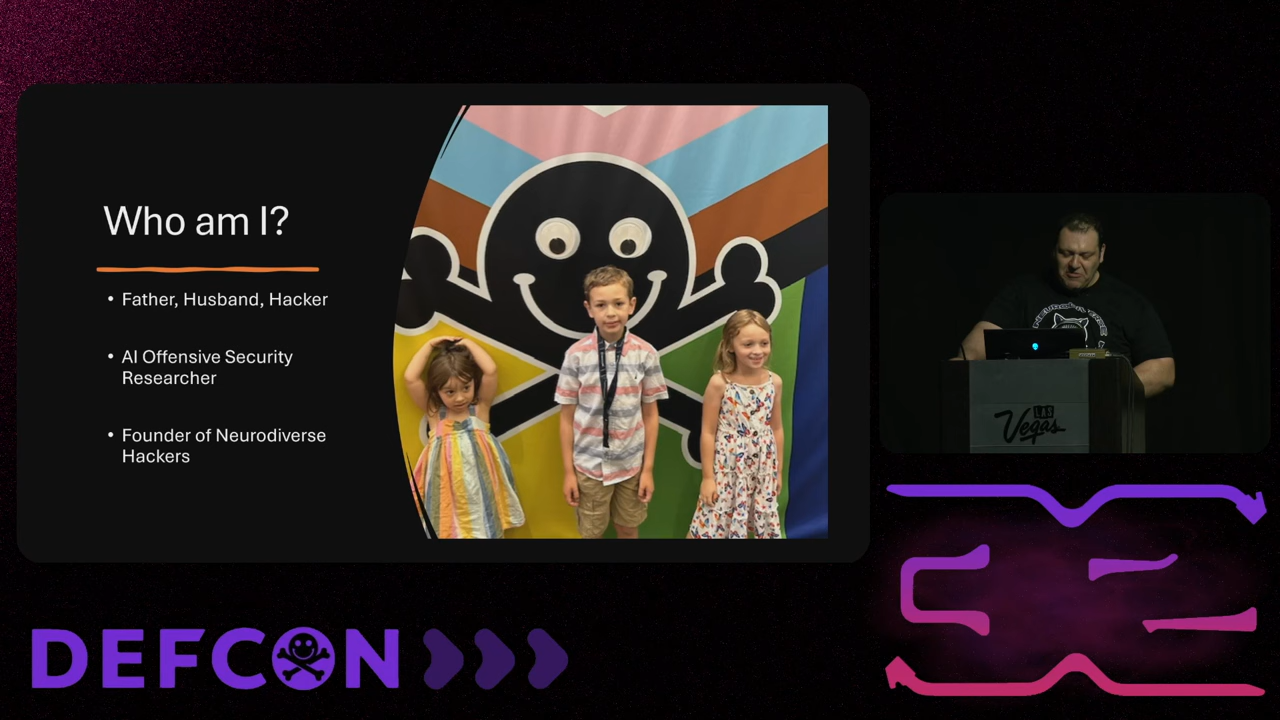 Who am I?
• Father, Husband, Hacker
• AI Offensive Security
Researcher
• Founder of Neurodiverse
Hackers
LAS
Vegas
DEFCON